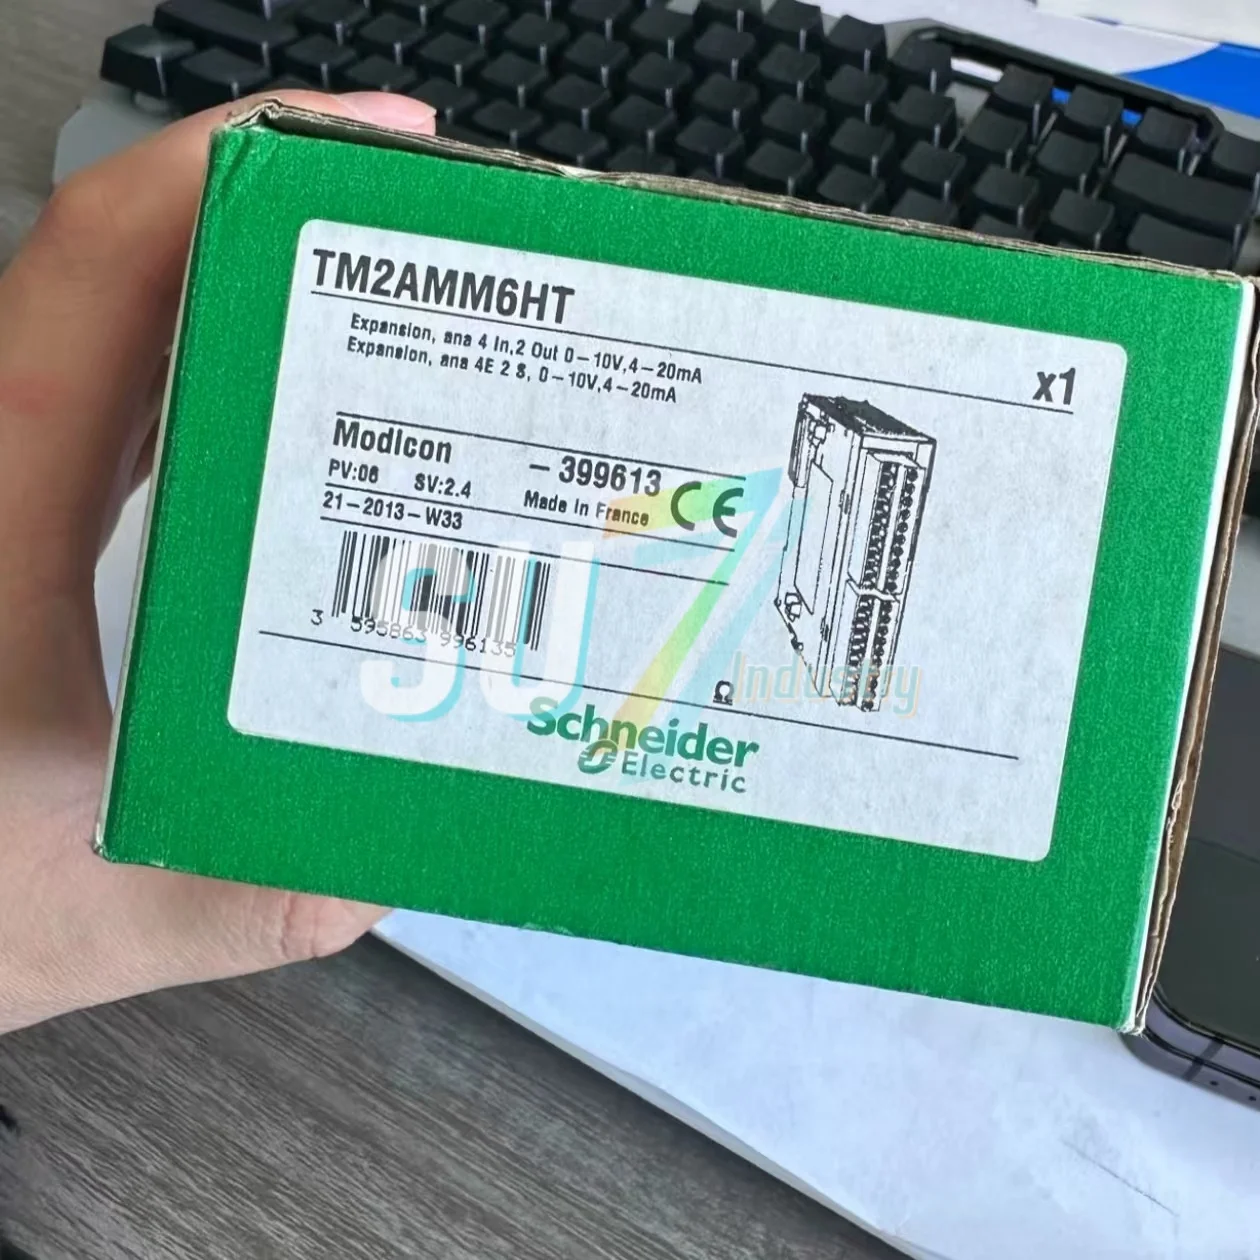 TM2AMM6HT
Expansion, ana 4 In,2 Out 0-10V,4-20mA
Expansion, ana 4E 2 S, 0-10V,4-20mA
x1
Modicon
- 399613
PV:06 SV:2.4
Made in France
CE
21-2013-W33
3 595863 996135
SU7
Industry
Ω
Schneider
Electric